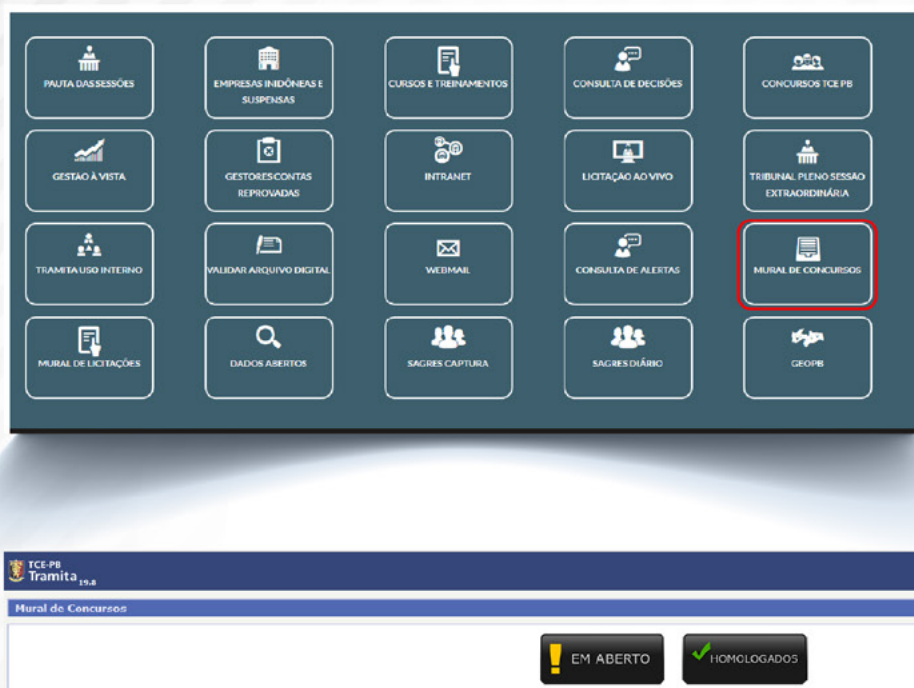 PAUTA DAS SESSÕES
EMPRESAS INIDÔNEAS E
SUSPENSAS
CURSOS E TREINAMENTOS
CONSULTA DE DECISÕES
CONCURSOS TCE PB
GESTÃO À VISTA
GESTORES CONTAS
REPROVADAS
INTRANET
LICITAÇÃO AO VIVO
TRIBUNAL PLENO SESSÃO
EXTRAORDINÁRIA
TRAMITA USO INTERNO
VALIDAR ARQUIVO DIGITAL
WEBMAIL
CONSULTA DE ALERTAS
MURAL DE CONCURSOS
MURAL DE LICITAÇÕES
DADOS ABERTOS
SAGRES CAPTURA
SAGRES DIÁRIO
GEOPB
TCE-PB
Tramita 19.8
Mural de Concursos
EM ABERTO
HOMOLOGADOS